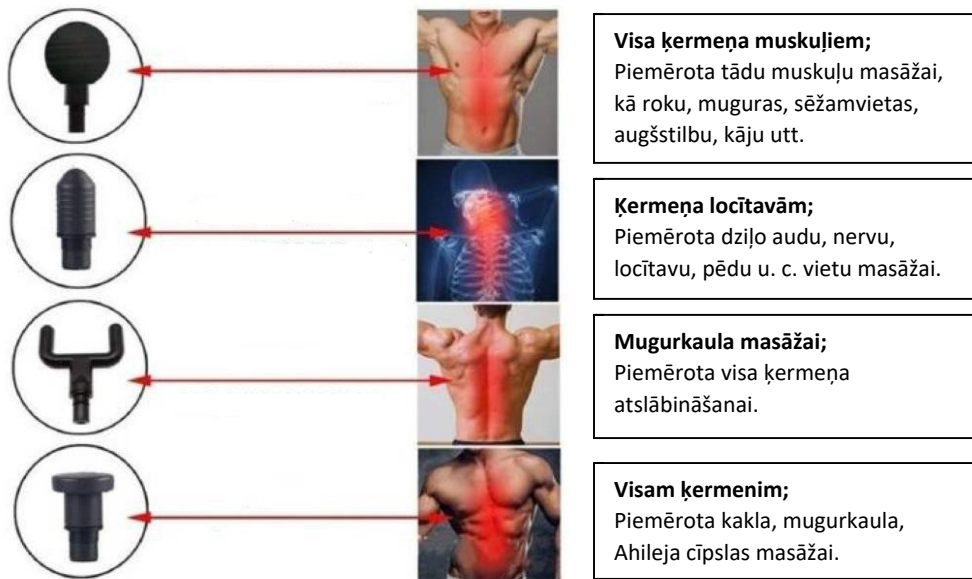 Visa ķermeņa muskuļiem;
Piemērota tādu muskuļu masāžai,
kā roku, muguras, sēžamvietas,
augšstilbu, kāju utt.
Ķermeņa locītavām;
Piemērota dziļo audu, nervu,
locītavu, pēdu u. c. vietu masāžai.
Mugurkaula masāžai;
Piemērota visa ķermeņa
atslābināšanai.
Visam ķermenim;
Piemērota kakla, mugurkaula,
Ahileja cīpslas masāžai.